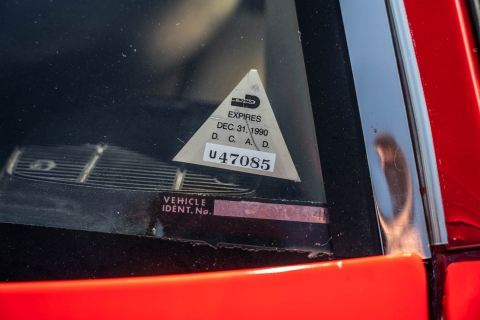 EXPIRES
DEC. 31, 1990
D. C. A. D.
U47085
VEHICLE
IDENT. No.